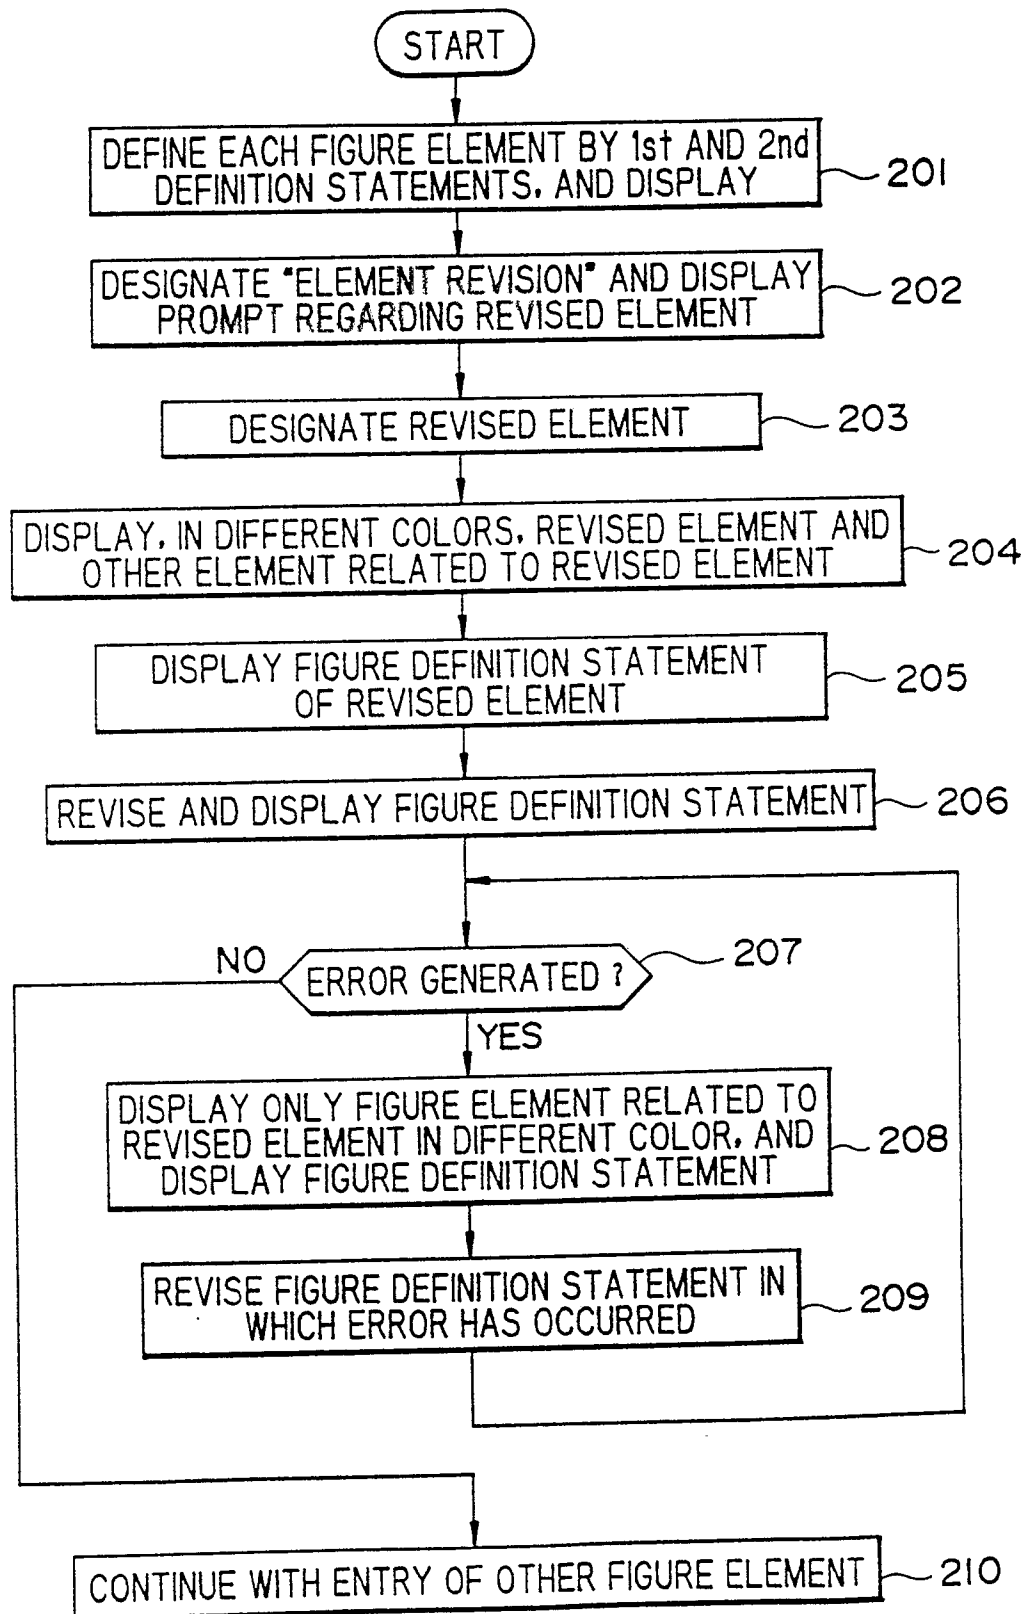 START
DEFINE EACH FIGURE ELEMENT BY 1st AND 2nd
DEFINITION STATEMENTS, AND DISPLAY
201
DESIGNATE "ELEMENT REVISION" AND DISPLAY
PROMPT REGARDING REVISED ELEMENT
202
DESIGNATE REVISED ELEMENT
203
DISPLAY, IN DIFFERENT COLORS, REVISED ELEMENT AND
OTHER ELEMENT RELATED TO REVISED ELEMENT
204
DISPLAY FIGURE DEFINITION STATEMENT
OF REVISED ELEMENT
205
REVISE AND DISPLAY FIGURE DEFINITION STATEMENT
206
NO
ERROR GENERATED ?
207
YES
DISPLAY ONLY FIGURE ELEMENT RELATED TO
REVISED ELEMENT IN DIFFERENT COLOR, AND
DISPLAY FIGURE DEFINITION STATEMENT
208
REVISE FIGURE DEFINITION STATEMENT IN
WHICH ERROR HAS OCCURRED
209
CONTINUE WITH ENTRY OF OTHER FIGURE ELEMENT
210